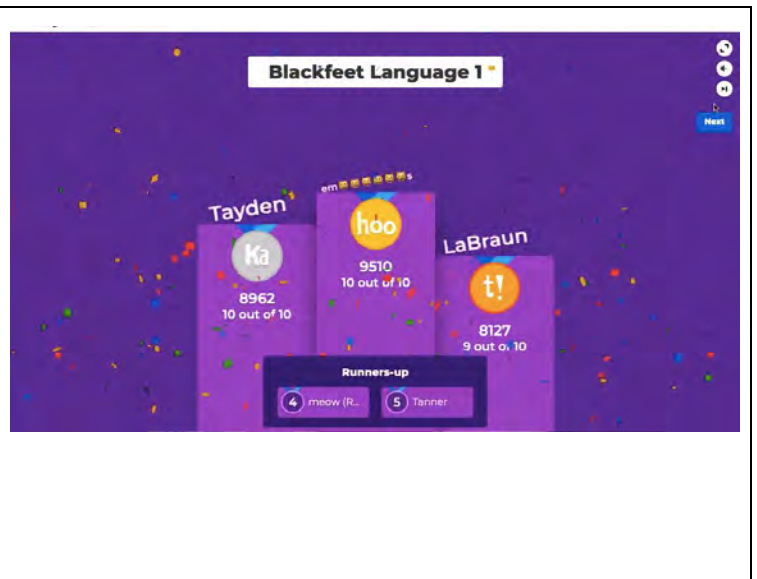 Blackfeet Language 1
Next
em😄😄😄😄😄😄s
Tayden
hoo
LaBraun
Ka
9510
10 out of 10
t!
8962
10 out of 10
8127
9 out of 10
Runners-up
4 meow (R...
5 Tanner